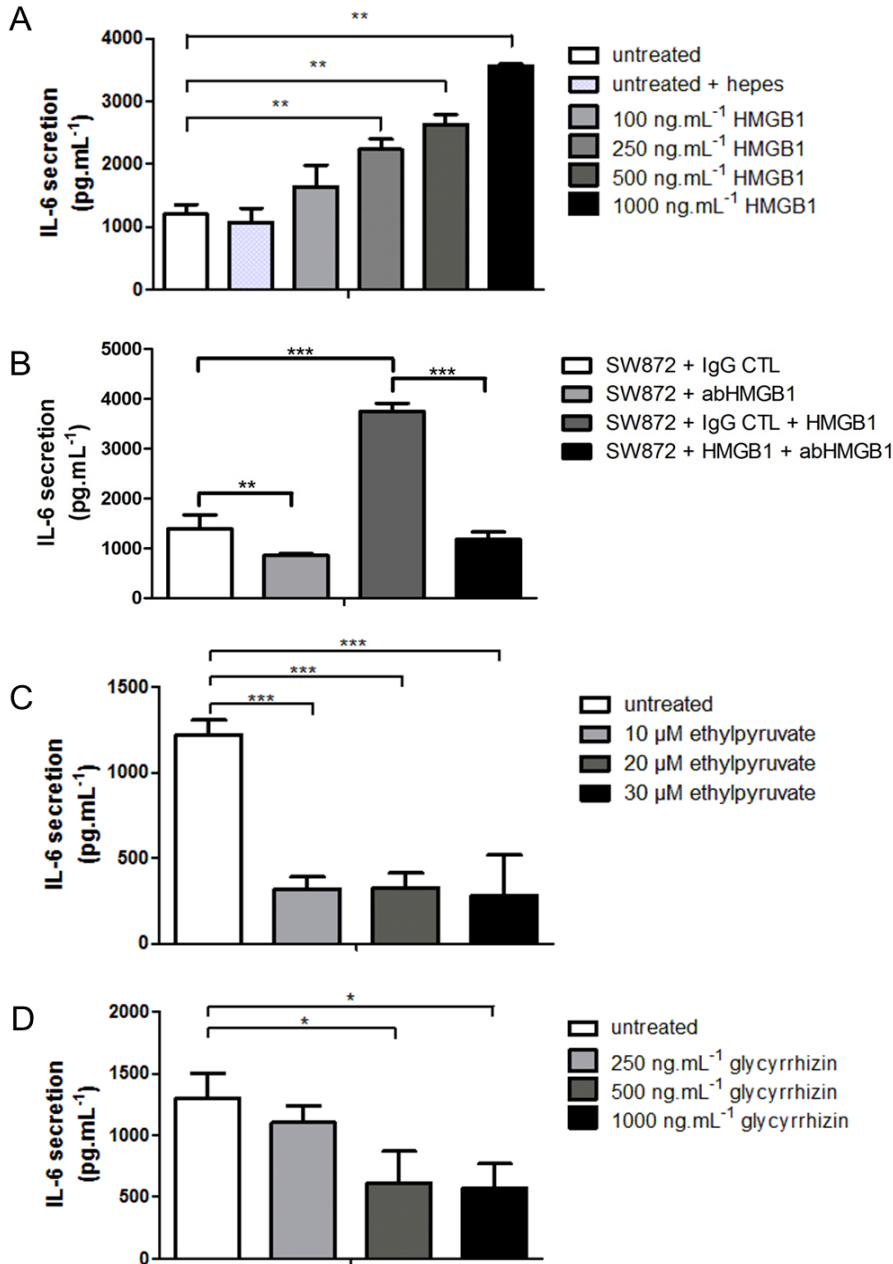 A
IL-6 secretion
(pg.mL-1)
4000
3000
2000
1000
0
**
**
**
untreated
untreated + hepes
100 ng.mL-1 HMGB1
250 ng.mL-1 HMGB1
500 ng.mL-1 HMGB1
1000 ng.mL-1 HMGB1
B
IL-6 secretion
(pg.mL-1)
5000
4000
3000
2000
1000
0
***
***
**
SW872 + IgG CTL
SW872 + abHMGB1
SW872 + IgG CTL + HMGB1
SW872 + HMGB1 + abHMGB1
C
IL-6 secretion
(pg.mL-1)
1500
1000
500
0
***
***
***
untreated
10 µM ethylpyruvate
20 µM ethylpyruvate
30 µM ethylpyruvate
D
IL-6 secretion
(pg.mL-1)
2000
1500
1000
500
0
*
*
untreated
250 ng.mL-1 glycyrrhizin
500 ng.mL-1 glycyrrhizin
1000 ng.mL-1 glycyrrhizin